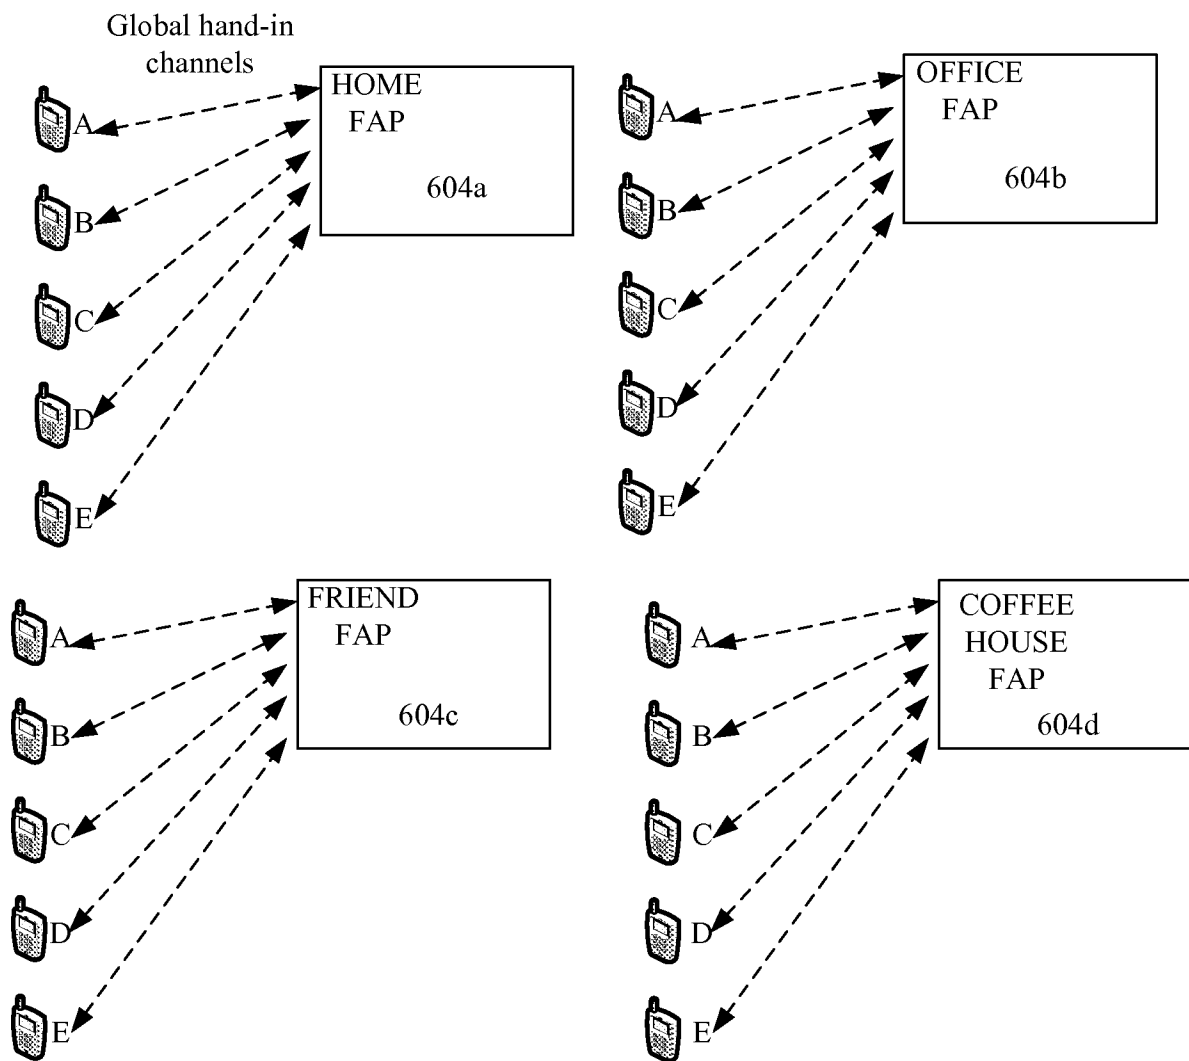 Global hand-in
channels
HOME
FAP
604a
A
B
C
D
E
OFFICE
FAP
604b
A
B
C
D
E
FRIEND
FAP
604c
A
B
C
D
E
COFFEE
HOUSE
FAP
604d
A
B
C
D
E